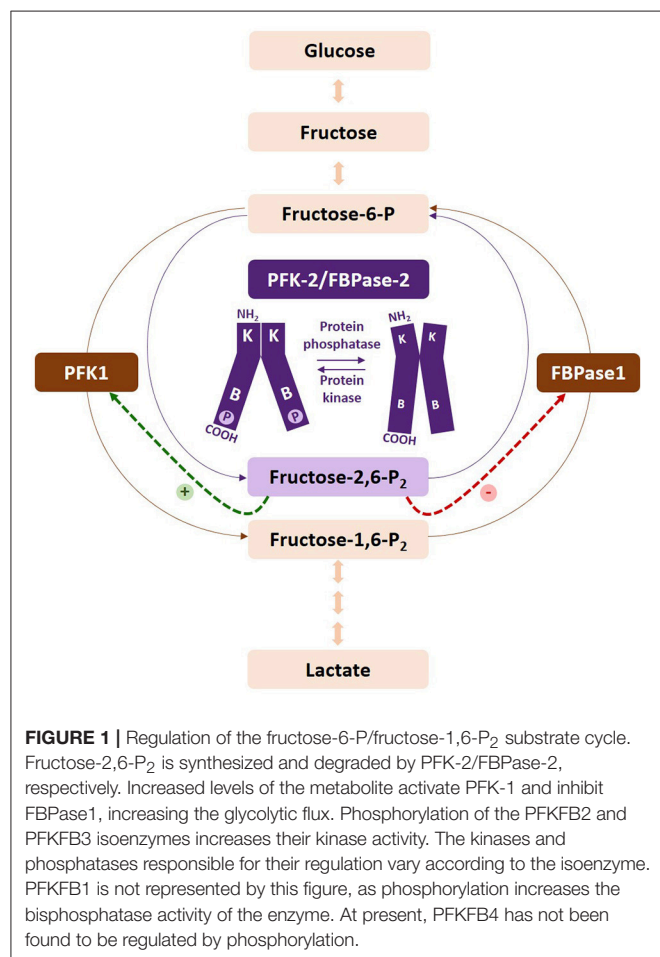 Glucose
Fructose
Fructose-6-P
PFK-2/FBPase-2
NH₂
K K
B B
P P
COOH
Protein
phosphatase
Protein
kinase
NH₂
K K
B B
COOH
PFK1
FBPase1
Fructose-2,6-P₂
+
-
Fructose-1,6-P₂
Lactate
FIGURE 1 | Regulation of the fructose-6-P/fructose-1,6-P₂ substrate cycle.
Fructose-2,6-P₂ is synthesized and degraded by PFK-2/FBPase-2,
respectively. Increased levels of the metabolite activate PFK-1 and inhibit
FBPase1, increasing the glycolytic flux. Phosphorylation of the PFKFB2 and
PFKFB3 isoenzymes increases their kinase activity. The kinases and
phosphatases responsible for their regulation vary according to the isoenzyme.
PFKFB1 is not represented by this figure, as phosphorylation increases the
bisphosphatase activity of the enzyme. At present, PFKFB4 has not been
found to be regulated by phosphorylation.